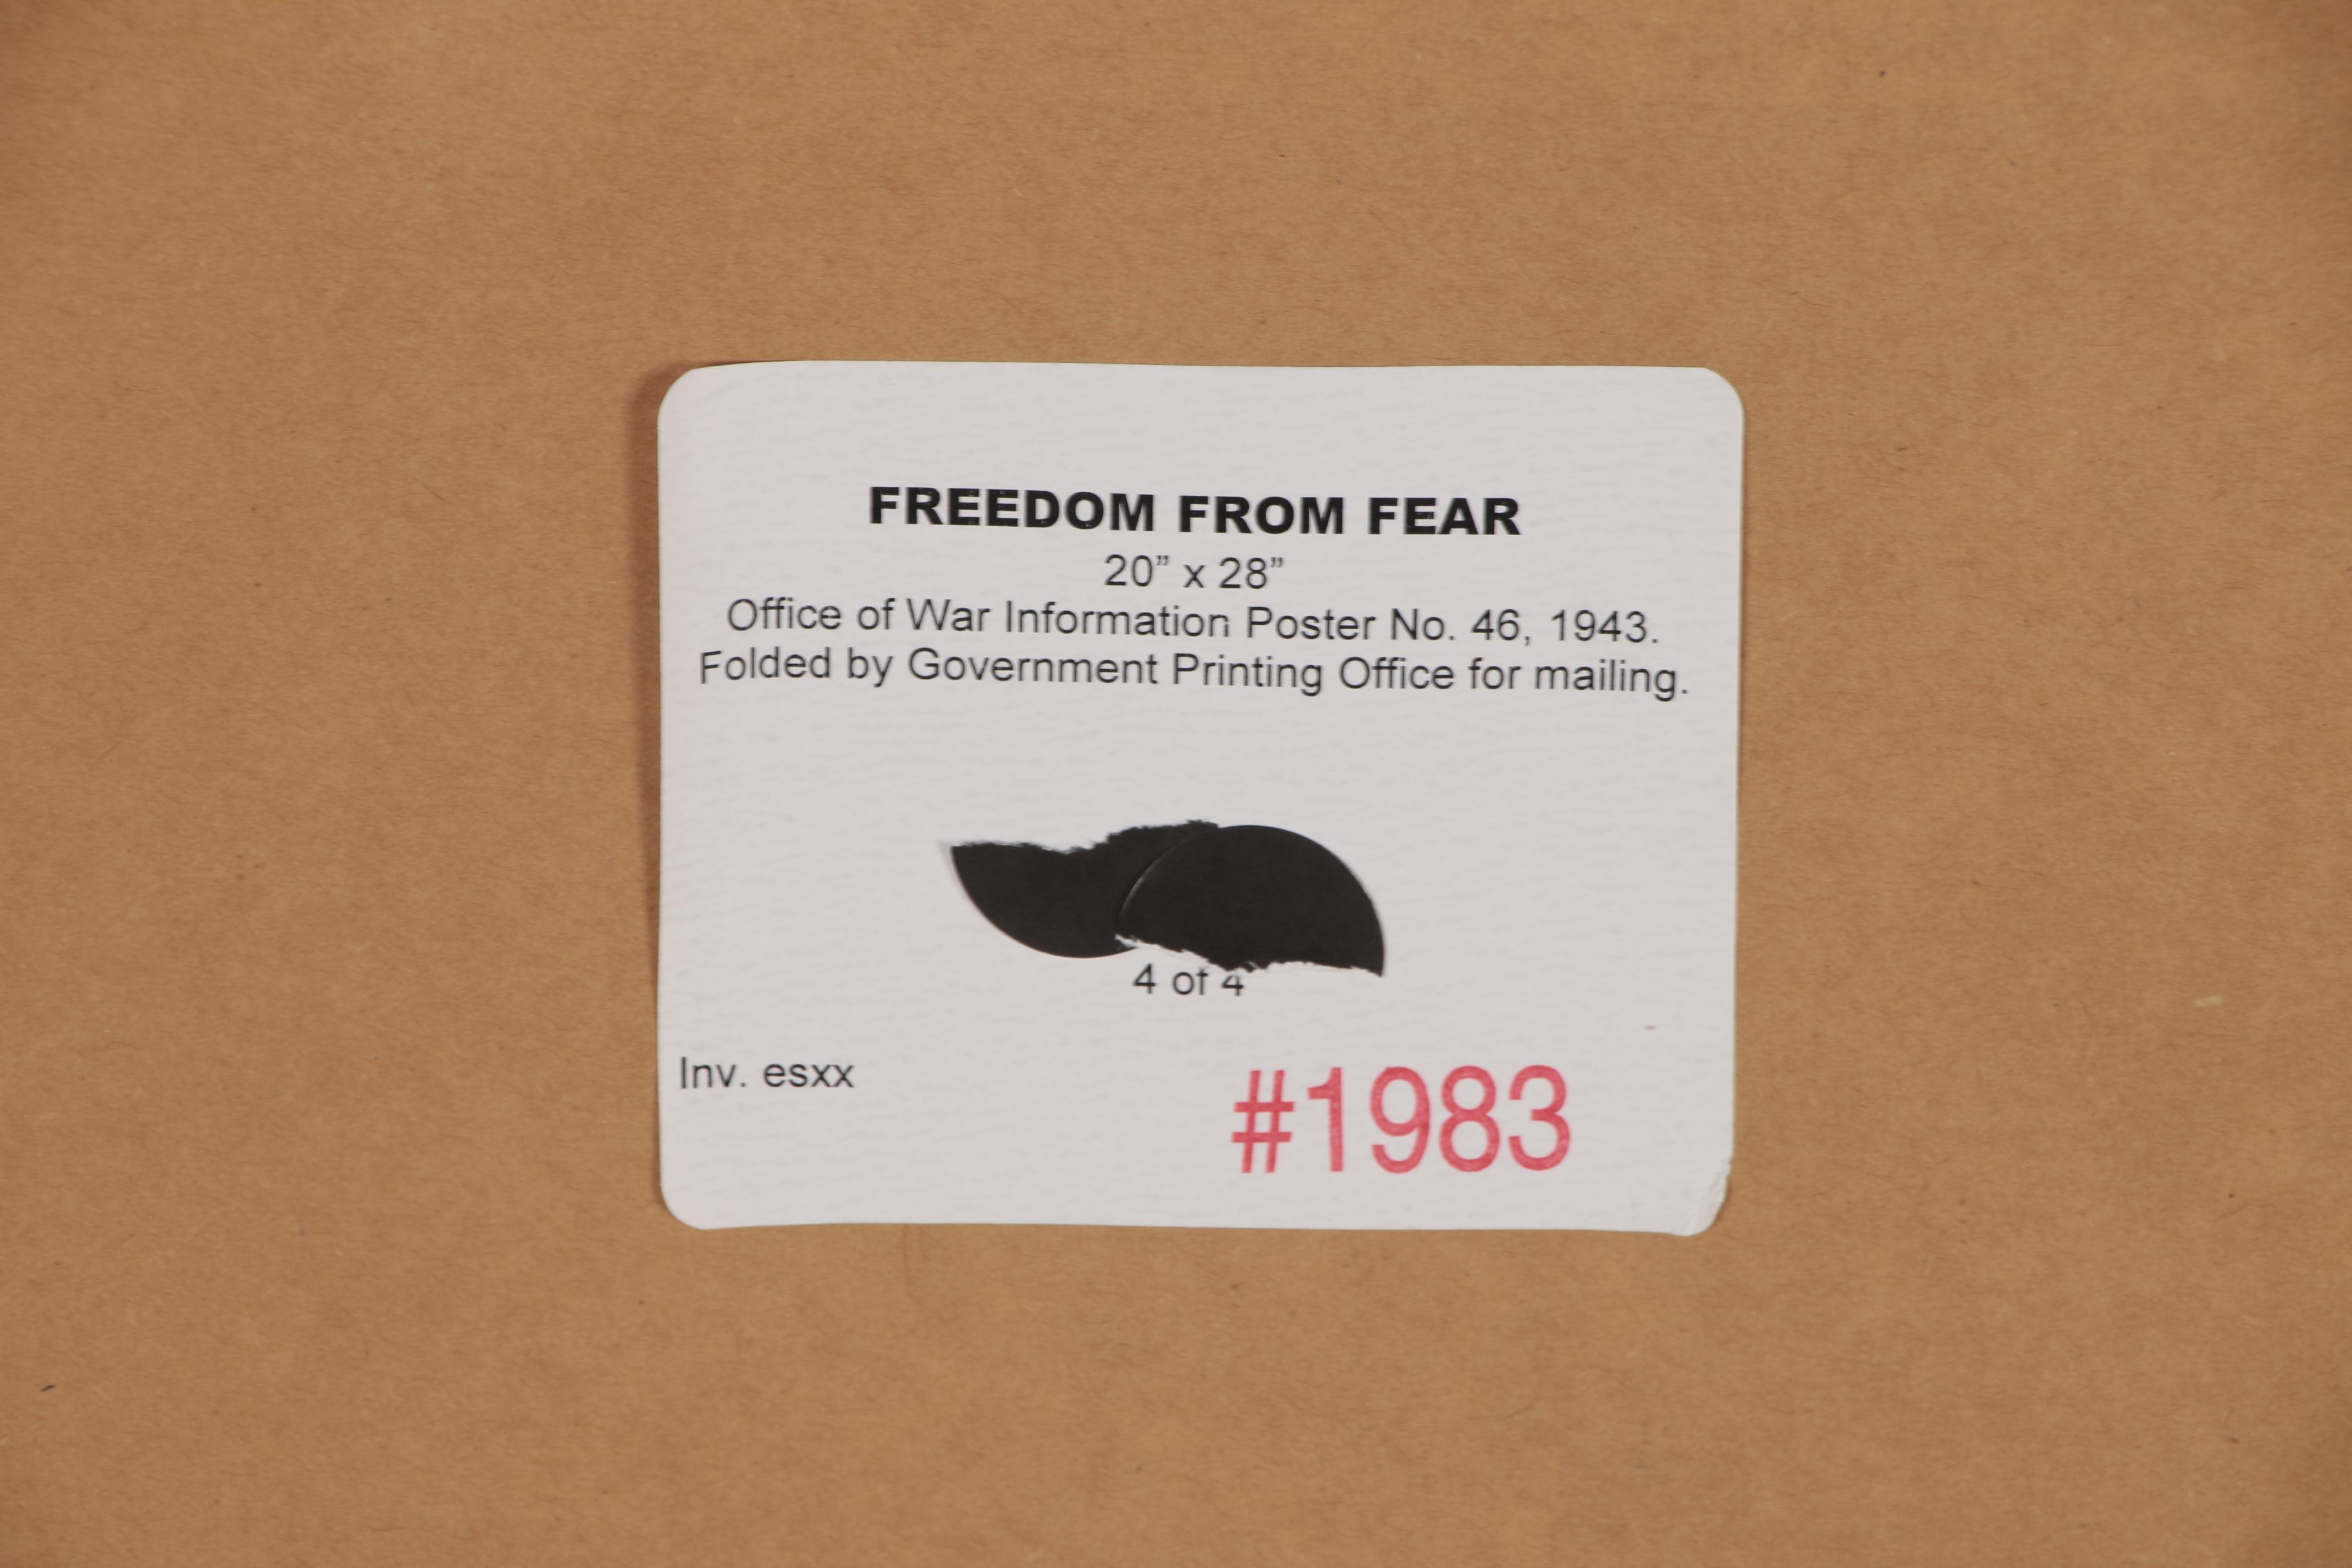 FREEDOM FROM FEAR
20” x 28”
Office of War Information Poster No. 46, 1943.
Folded by Government Printing Office for mailing.
4 of 4
Inv. esxx
#1983